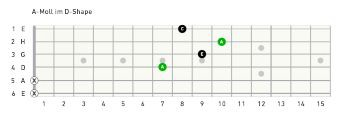 A-Moll im D-Shape
1 E C
2 H A
3 G E
4 D A
5 A X
6 E X
1 2 3 4 5 6 7 8 9 10 11 12 13 14 15